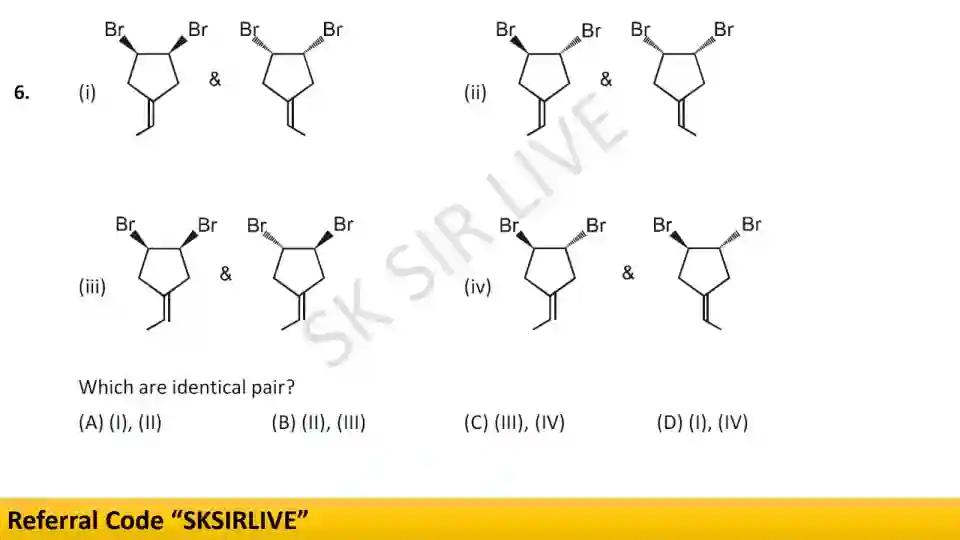 Br Br Br Br Br Br Br Br
6. (i) & (ii) &
Br Br Br Br Br Br Br Br
(iii) & (iv) &
SK SIR LIVE
Which are identical pair?
(A) (I), (II) (B) (II), (III) (C) (III), (IV) (D) (I), (IV)
Referral Code “SKSIRLIVE”